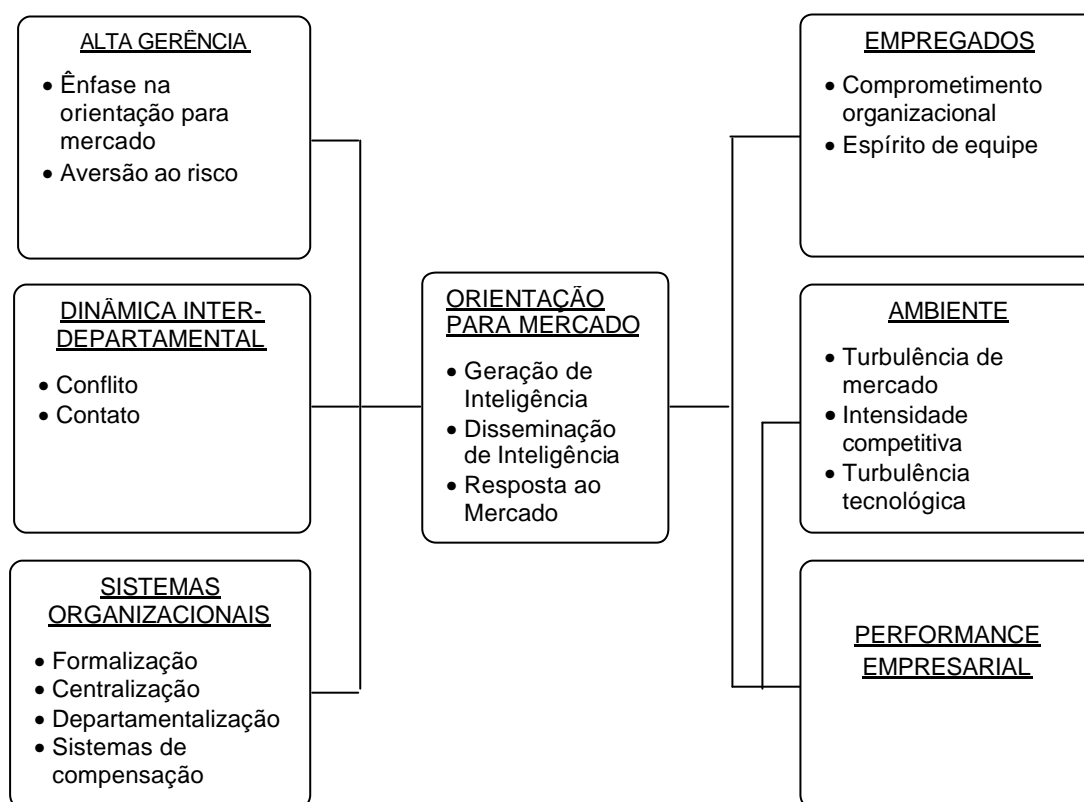 ALTA GERÊNCIA
• Ênfase na
orientação para
mercado
• Aversão ao risco
DINÂMICA INTER-
DEPARTAMENTAL
• Conflito
• Contato
SISTEMAS
ORGANIZACIONAIS
• Formalização
• Centralização
• Departamentalização
• Sistemas de
compensação
ORIENTAÇÃO
PARA MERCADO
• Geração de
Inteligência
• Disseminação
de Inteligência
• Resposta ao
Mercado
EMPREGADOS
• Comprometimento
organizacional
• Espírito de equipe
AMBIENTE
• Turbulência de
mercado
• Intensidade
competitiva
• Turbulência
tecnológica
PERFORMANCE
EMPRESARIAL